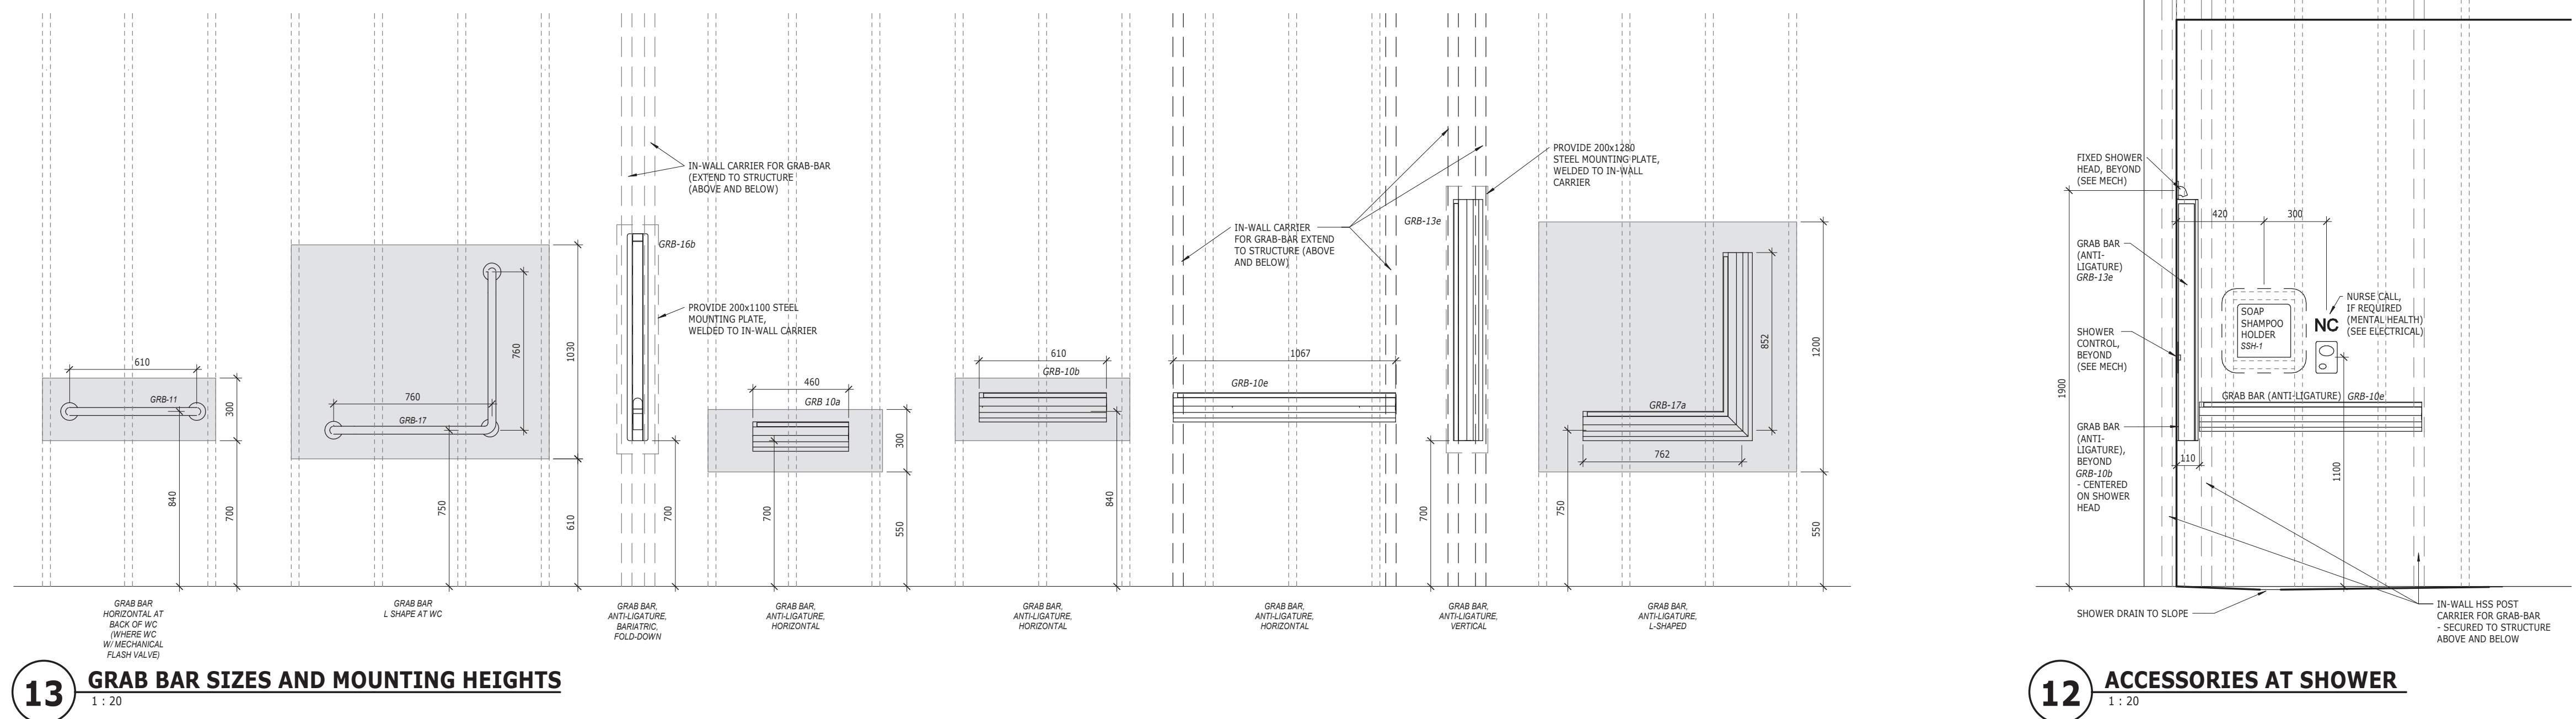 610
GRB-11
300
840
700
GRAB BAR
HORIZONTAL AT
BACK OF WC
(WHERE WC
W/ MECHANICAL
FLASH VALVE)
760
GRB-17
760
1030
750
610
GRAB BAR
L SHAPE AT WC
IN-WALL CARRIER FOR GRAB-BAR
(EXTEND TO STRUCTURE
(ABOVE AND BELOW)
GRB-16b
PROVIDE 200x1100 STEEL
MOUNTING PLATE,
WELDED TO IN-WALL CARRIER
700
GRAB BAR,
ANTI-LIGATURE,
BARIATRIC,
FOLD-DOWN
460
GRB 10a
300
700
550
GRAB BAR,
ANTI-LIGATURE,
HORIZONTAL
610
GRB-10b
840
GRAB BAR,
ANTI-LIGATURE,
HORIZONTAL
IN-WALL CARRIER
FOR GRAB-BAR EXTEND
TO STRUCTURE (ABOVE
AND BELOW)
1067
GRB-10e
GRAB BAR,
ANTI-LIGATURE,
HORIZONTAL
PROVIDE 200x1280
STEEL MOUNTING PLATE,
WELDED TO IN-WALL
CARRIER
GRB-13e
700
GRAB BAR,
ANTI-LIGATURE,
VERTICAL
852
1200
GRB-17a
762
750
550
GRAB BAR,
ANTI-LIGATURE,
L-SHAPED
13
GRAB BAR SIZES AND MOUNTING HEIGHTS
1 : 20
FIXED SHOWER
HEAD, BEYOND
(SEE MECH)
420
300
GRAB BAR
(ANTI-
LIGATURE)
GRB-13e
SOAP
SHAMPOO
HOLDER
SSH-1
NC
NURSE CALL,
IF REQUIRED
(MENTAL HEALTH)
(SEE ELECTRICAL)
SHOWER
CONTROL,
BEYOND
(SEE MECH)
1900
GRAB BAR (ANTI-LIGATURE) GRB-10e
GRAB BAR
(ANTI-
LIGATURE),
BEYOND
GRB-10b
- CENTERED
ON SHOWER
HEAD
110
1100
SHOWER DRAIN TO SLOPE
IN-WALL HSS POST
CARRIER FOR GRAB-BAR
- SECURED TO STRUCTURE
ABOVE AND BELOW
12
ACCESSORIES AT SHOWER
1 : 20